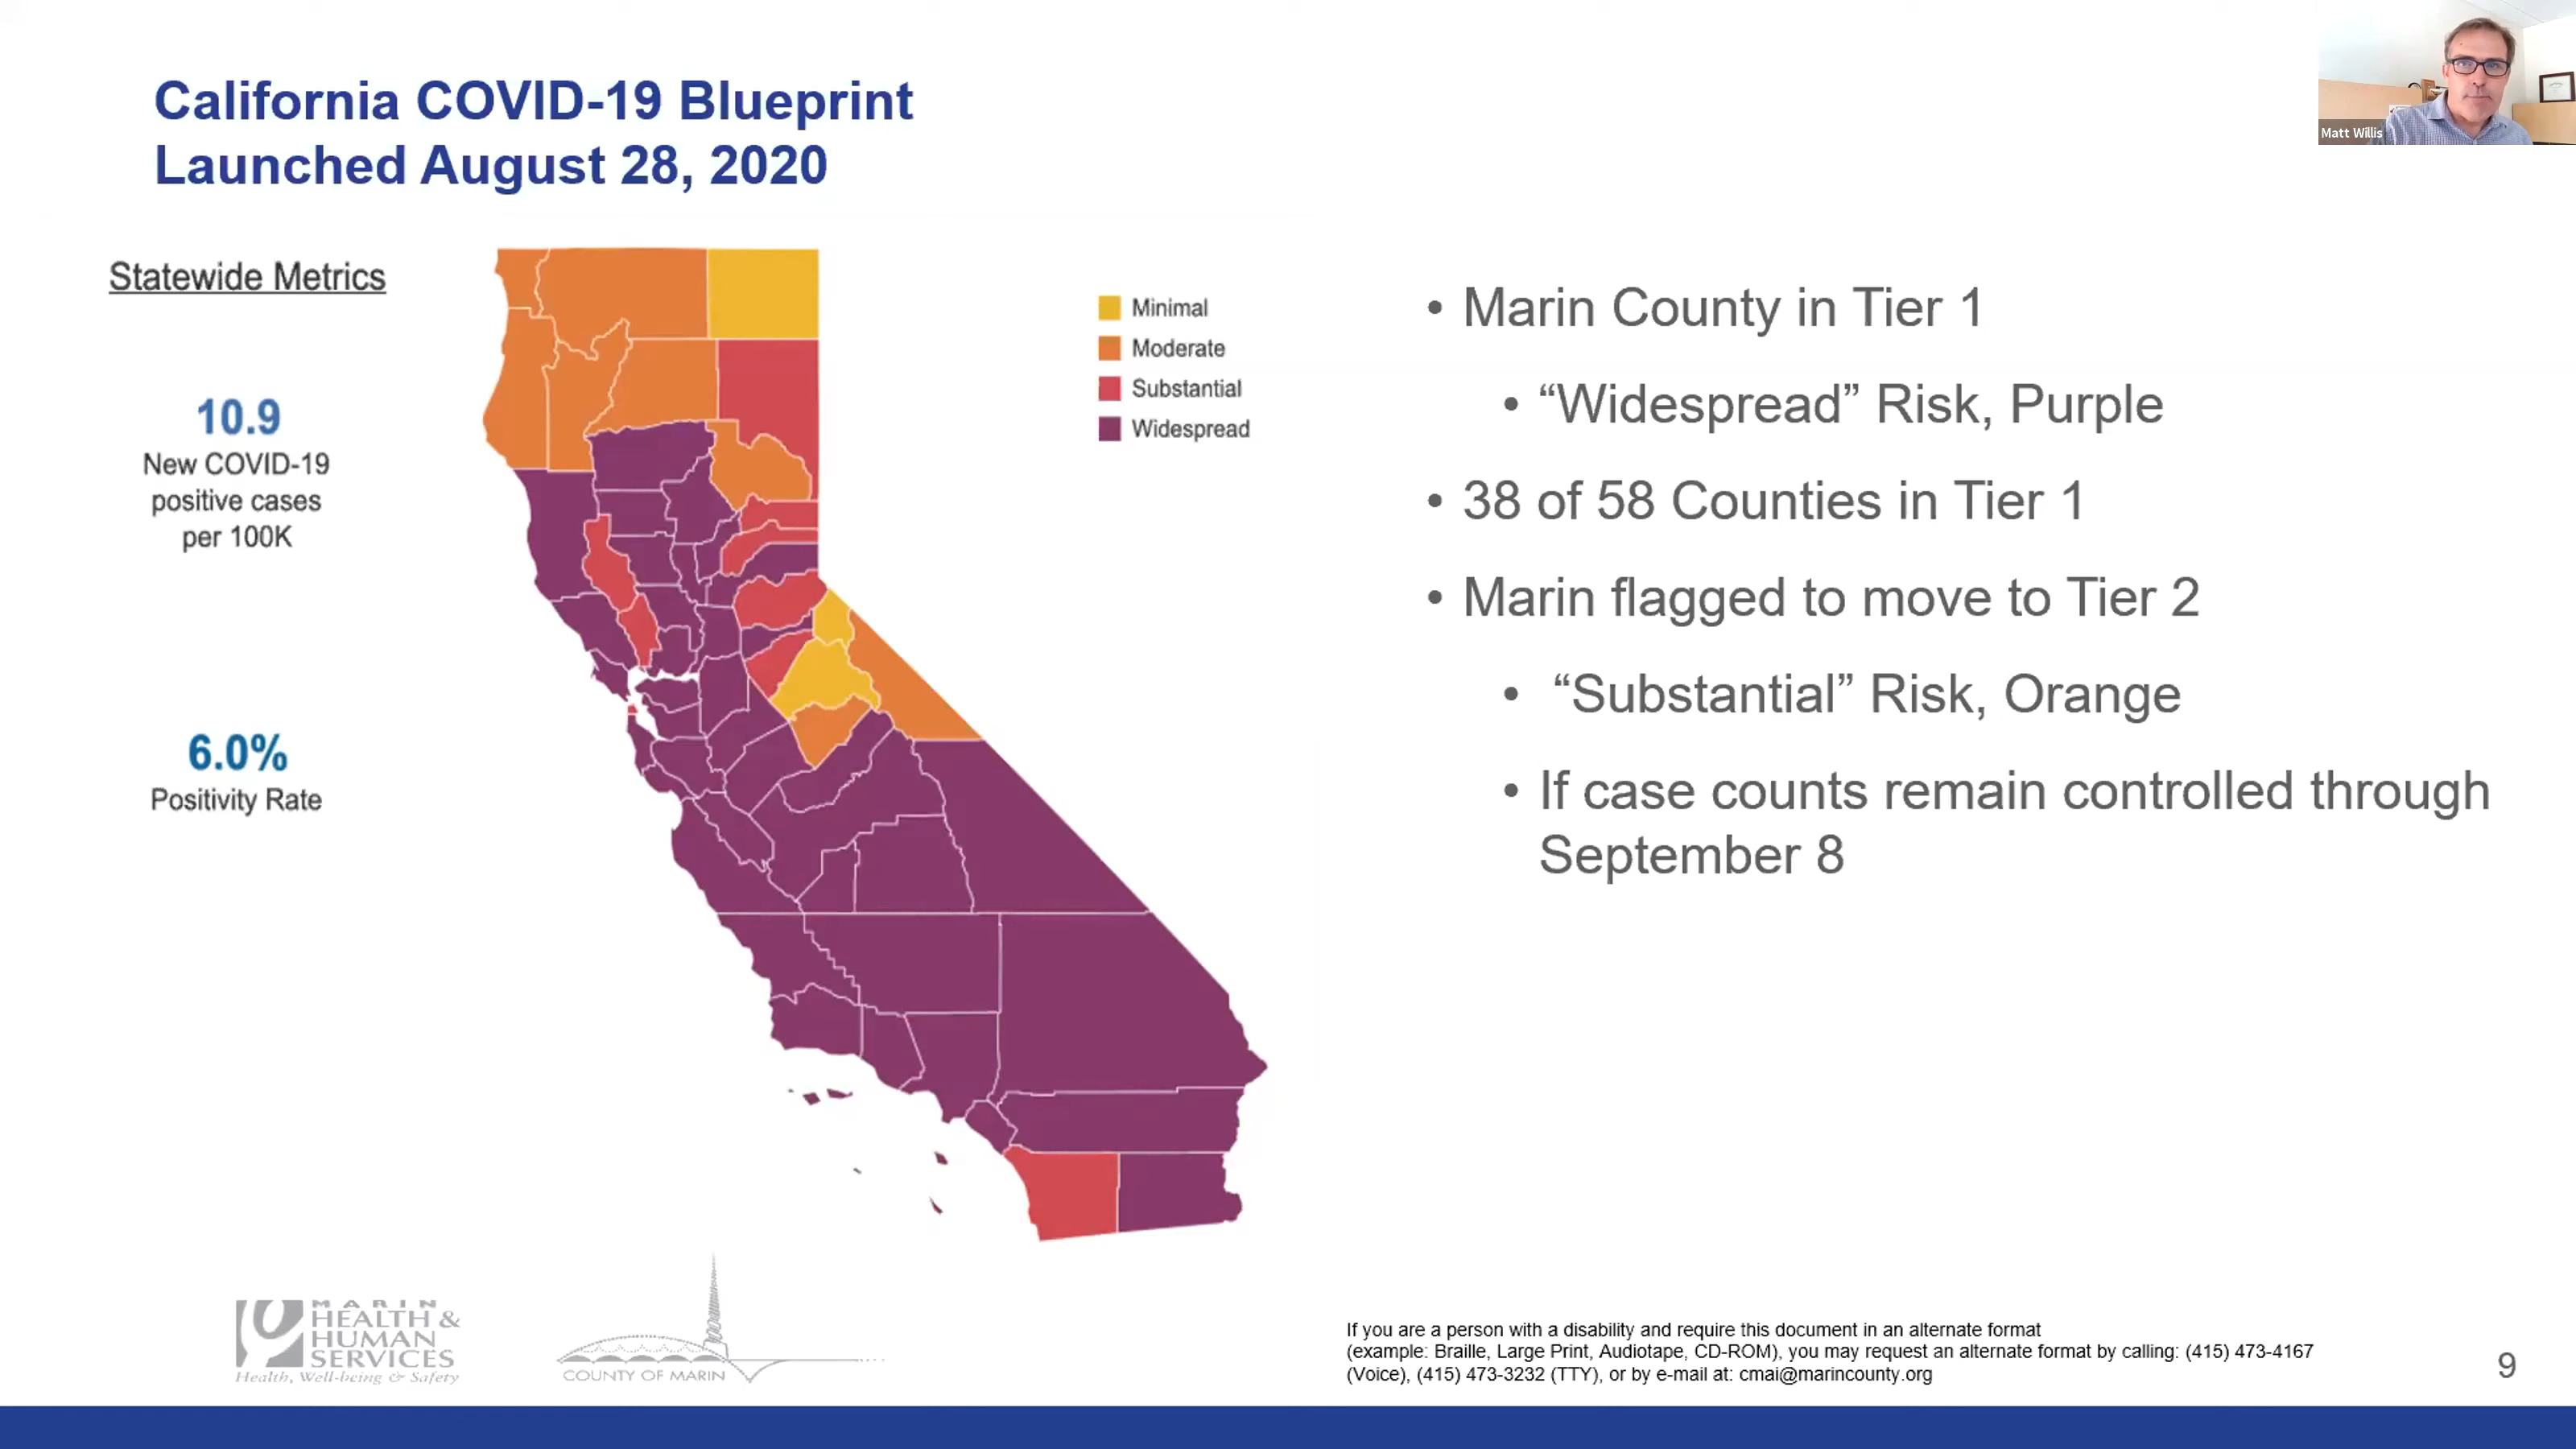 California COVID-19 Blueprint
Launched August 28, 2020
Matt Willis
Statewide Metrics
10.9
New COVID-19
positive cases
per 100K
6.0%
Positivity Rate
Minimal
Moderate
Substantial
Widespread
• Marin County in Tier 1
• “Widespread” Risk, Purple
• 38 of 58 Counties in Tier 1
• Marin flagged to move to Tier 2
• “Substantial” Risk, Orange
• If case counts remain controlled through
September 8
MARIN
HEALTH &
HUMAN
SERVICES
Health, Well-being & Safety
COUNTY OF MARIN
If you are a person with a disability and require this document in an alternate format
(example: Braille, Large Print, Audiotape, CD-ROM), you may request an alternate format by calling: (415) 473-4167
(Voice), (415) 473-3232 (TTY), or by e-mail at: cmai@marincounty.org
9